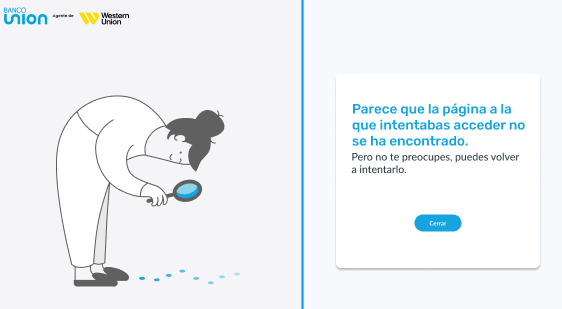 BANCO
union
Agente de
Western
Union
Parece que la página a la
que intentabas acceder no
se ha encontrado.
Pero no te preocupes, puedes volver
a intentarlo.
Cerrar